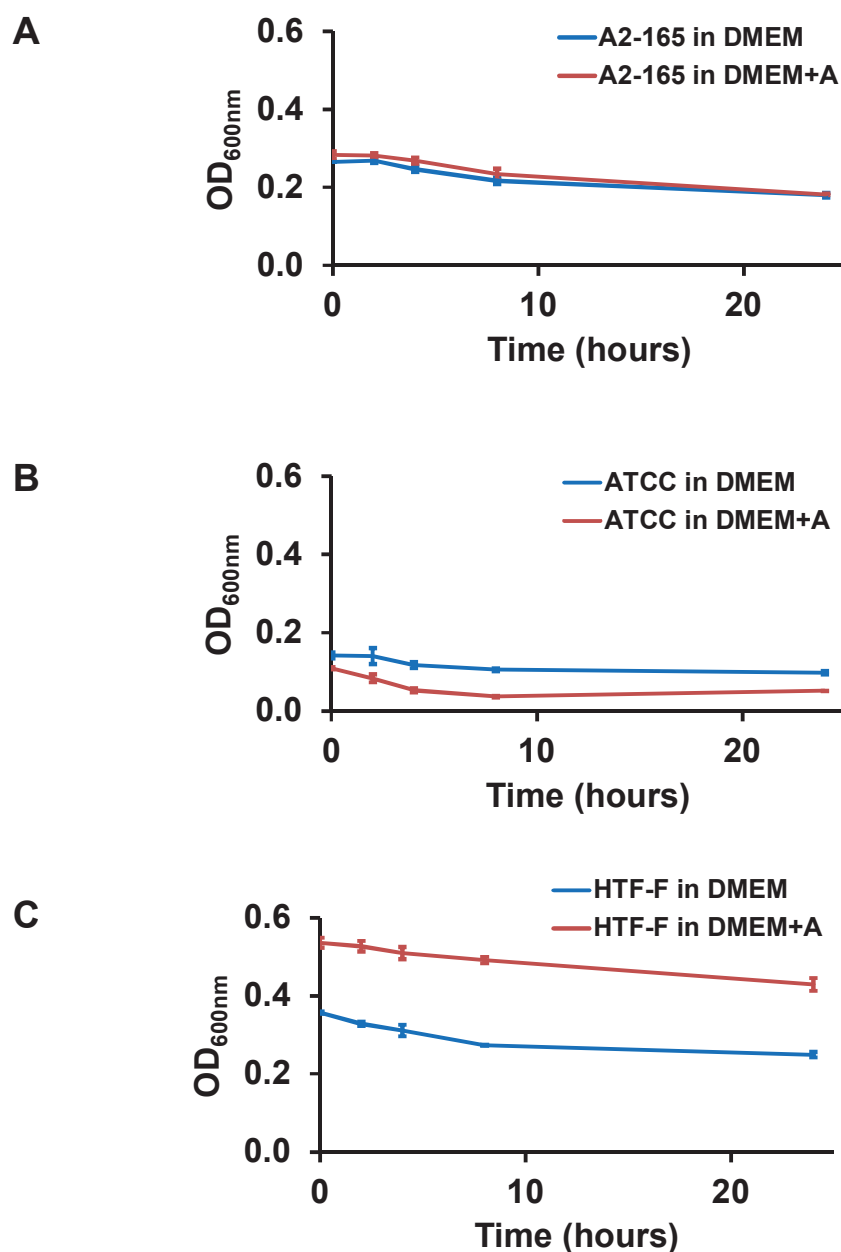 A
A2-165 in DMEM
A2-165 in DMEM+A
OD600nm
0.6
0.4
0.2
0.0
0 10 20
Time (hours)
B
ATCC in DMEM
ATCC in DMEM+A
OD600nm
0.6
0.4
0.2
0.0
0 10 20
Time (hours)
C
HTF-F in DMEM
HTF-F in DMEM+A
OD600nm
0.6
0.4
0.2
0.0
0 10 20
Time (hours)